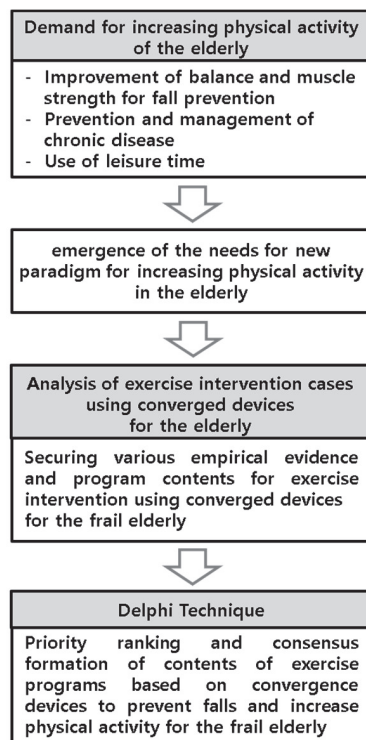 Demand for increasing physical activity
of the elderly
- Improvement of balance and muscle
strength for fall prevention
- Prevention and management of
chronic disease
- Use of leisure time
emergence of the needs for new
paradigm for increasing physical activity
in the elderly
Analysis of exercise intervention cases
using converged devices
for the elderly
Securing various empirical evidence
and program contents for exercise
intervention using converged devices
for the frail elderly
Delphi Technique
Priority ranking and consensus
formation of contents of exercise
programs based on convergence
devices to prevent falls and increase
physical activity for the frail elderly